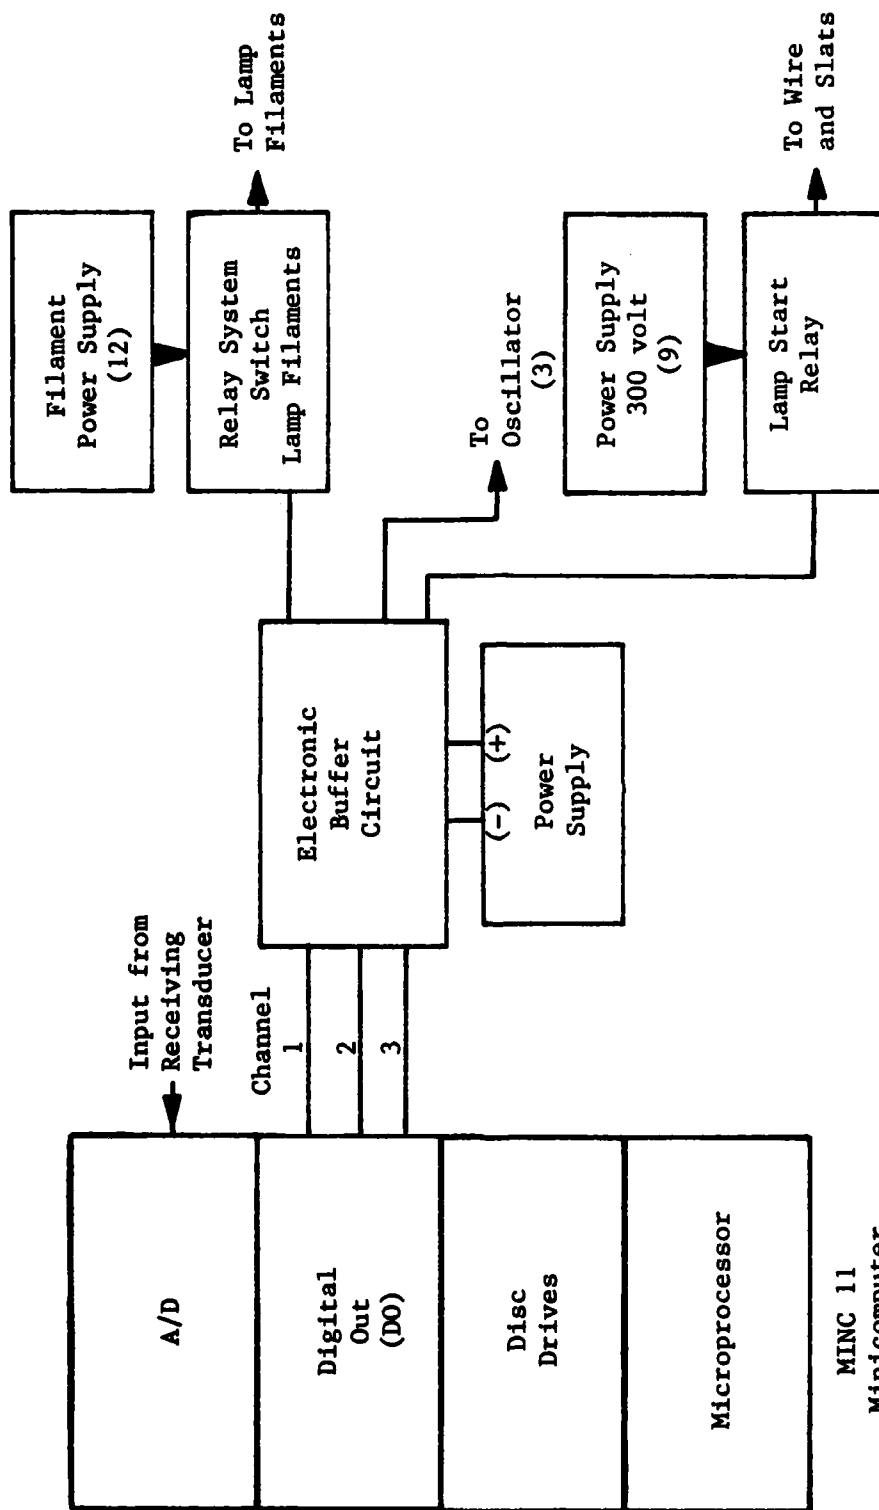 A/D
Digital
Out
(DO)
Disc
Drives
Microprocessor
MINC 11
Minicomputer
Input from
Receiving
Transducer
Channel
1
2
3
Electronic
Buffer
Circuit
(-)
(+)
Power
Supply
Filament
Power Supply
(12)
Relay System
Switch
Lamp Filaments
To Lamp
Filaments
To
Oscillator
(3)
Power Supply
300 volt
(9)
Lamp Start
Relay
To Wire
and Slats